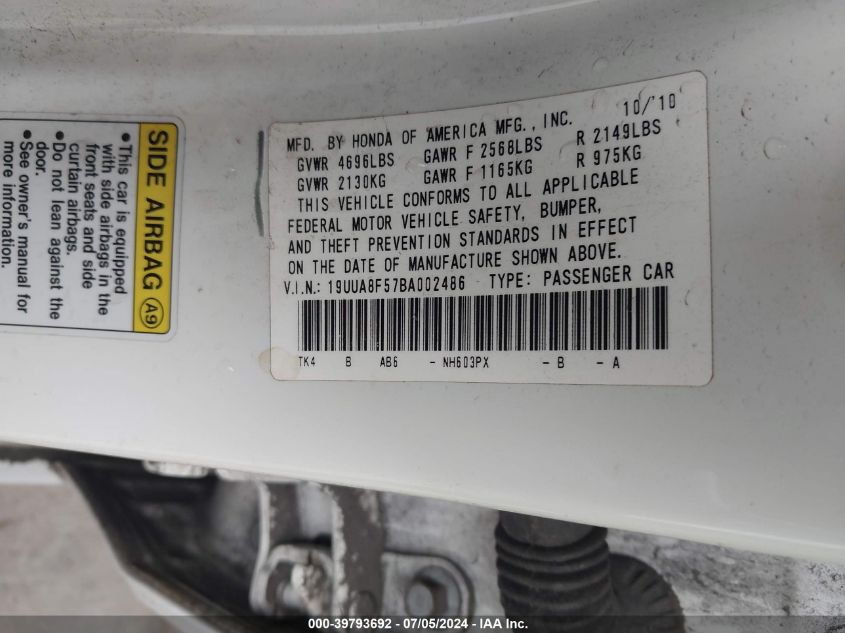 SIDE AIRBAG A9
• This car is equipped
with side airbags in the
front seats and side
curtain airbags.
• Do not lean against the
door.
• See owner's manual for
more information.
MFD. BY HONDA OF AMERICA MFG., INC. 10/'10
GVWR 4696LBS GAWR F 2568LBS R 2149LBS
GVWR 2130KG GAWR F 1165KG R 975KG
THIS VEHICLE CONFORMS TO ALL APPLICABLE
FEDERAL MOTOR VEHICLE SAFETY, BUMPER,
AND THEFT PREVENTION STANDARDS IN EFFECT
ON THE DATE OF MANUFACTURE SHOWN ABOVE.
V.I.N.: 19UUA8F57BA002486 TYPE: PASSENGER CAR
TK4 B AB6 - NH603PX - B - A
000-39793692 - 07/05/2024 - IAA Inc.